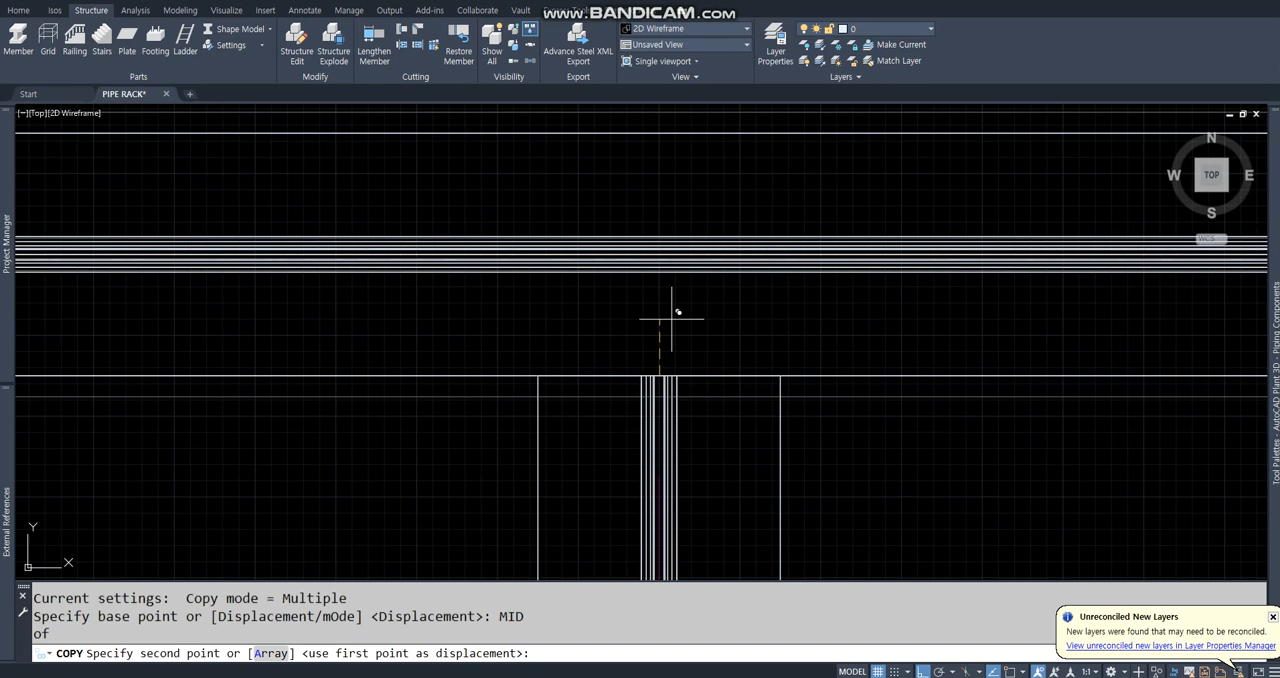 Home Isos Structure Analysis Modeling Visualize Insert Annotate Manage Output Add-ins Collaborate Vault
www.BANDICAM.com
Member Grid Railing Stairs Plate Footing Ladder
Shape Model
Settings
Parts
Structure Edit
Structure Explode
Modify
Lengthen Member
Restore Member
Cutting
Show All
Visibility
Advance Steel XML Export
Export
2D Wireframe
Unsaved View
Single viewport
View
Layer Properties
0
Make Current
Match Layer
Layers
Start
PIPE RACK*
[−][Top][2D Wireframe]
N
W TOP E
S
WCS
Project Manager
External References
Tool Palettes - AutoCAD Plant 3D - Piping Components
Y
X
Current settings:  Copy mode = Multiple
Specify base point or [Displacement/mOde] <Displacement>: MID
of
COPY Specify second point or [Array] <use first point as displacement>:
Unreconciled New Layers
New layers were found that may need to be reconciled.
View unreconciled new layers in Layer Properties Manager
MODEL
1:1